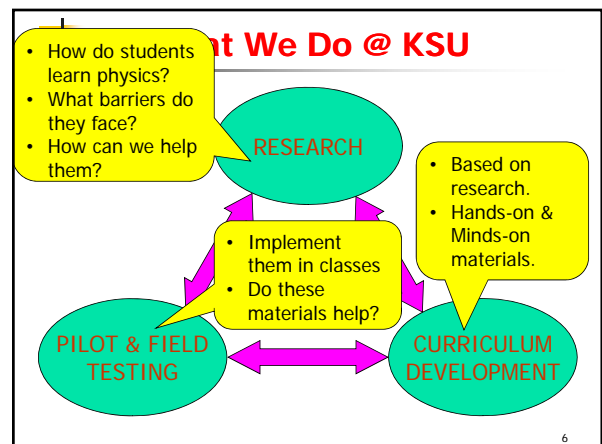 at We Do @ KSU
• How do students
learn physics?
• What barriers do
they face?
• How can we help
them?
RESEARCH
• Based on
research.
• Hands-on &
Minds-on
materials.
• Implement
them in classes
• Do these
materials help?
PILOT & FIELD
TESTING
CURRICULUM
DEVELOPMENT
6